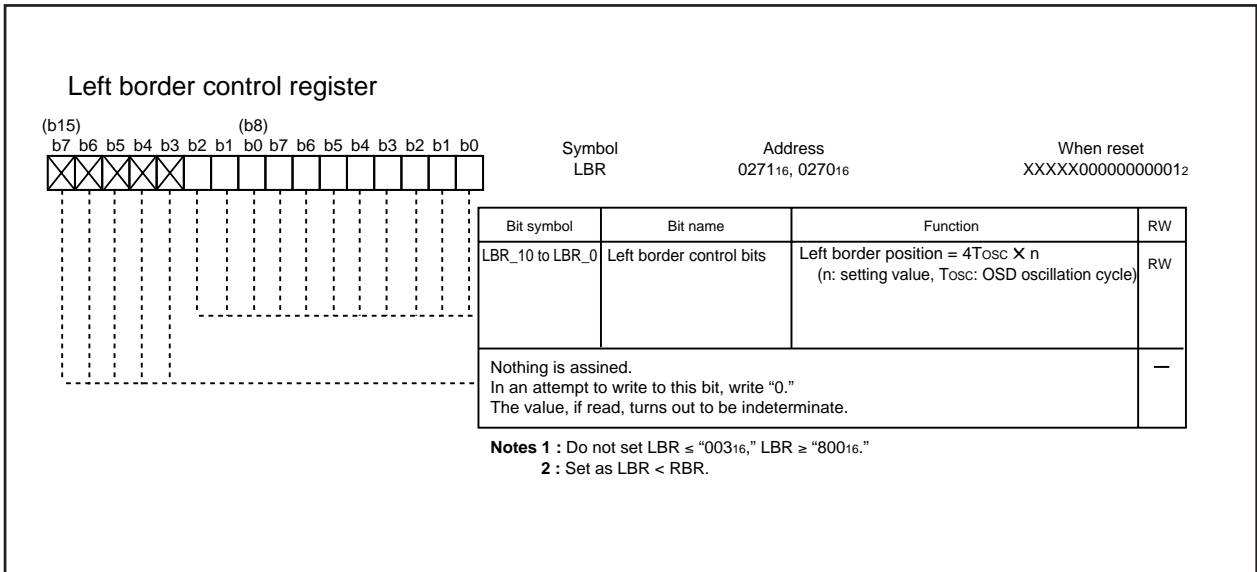 Left border control register
(b15) (b8)
b7 b6 b5 b4 b3 b2 b1 b0 b7 b6 b5 b4 b3 b2 b1 b0
Symbol Address When reset
LBR 027116, 027016 XXXXX000000000012
Bit symbol Bit name Function RW
LBR_10 to LBR_0 Left border control bits Left border position = 4Tosc X n RW
(n: setting value, Tosc: OSD oscillation cycle)
Nothing is assined. —
In an attempt to write to this bit, write “0.”
The value, if read, turns out to be indeterminate.
Notes 1 : Do not set LBR ≤ “00316,” LBR ≥ “80016.”
2 : Set as LBR < RBR.